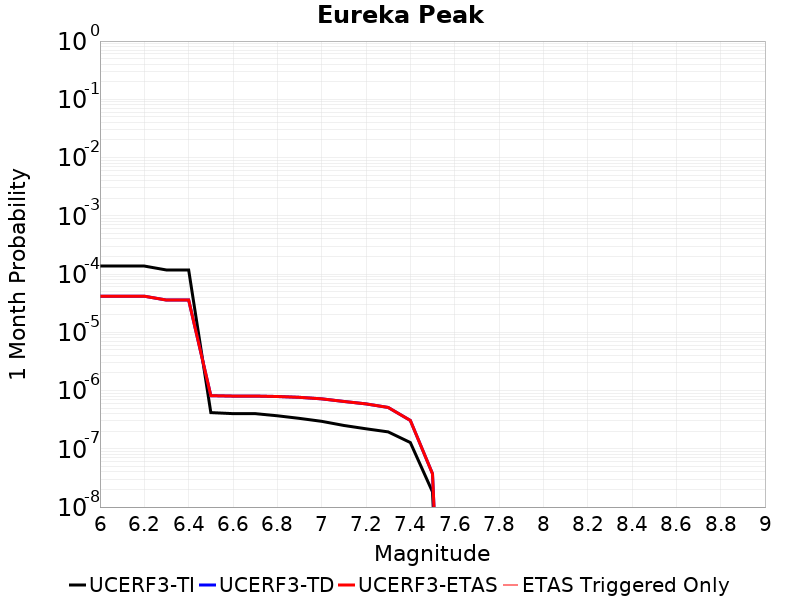 Eureka Peak
10^0
10^-1
10^-2
10^-3
10^-4
10^-5
10^-6
10^-7
10^-8
1 Month Probability
6 6.2 6.4 6.6 6.8 7 7.2 7.4 7.6 7.8 8 8.2 8.4 8.6 8.8 9
Magnitude
UCERF3-TI UCERF3-TD UCERF3-ETAS ETAS Triggered Only